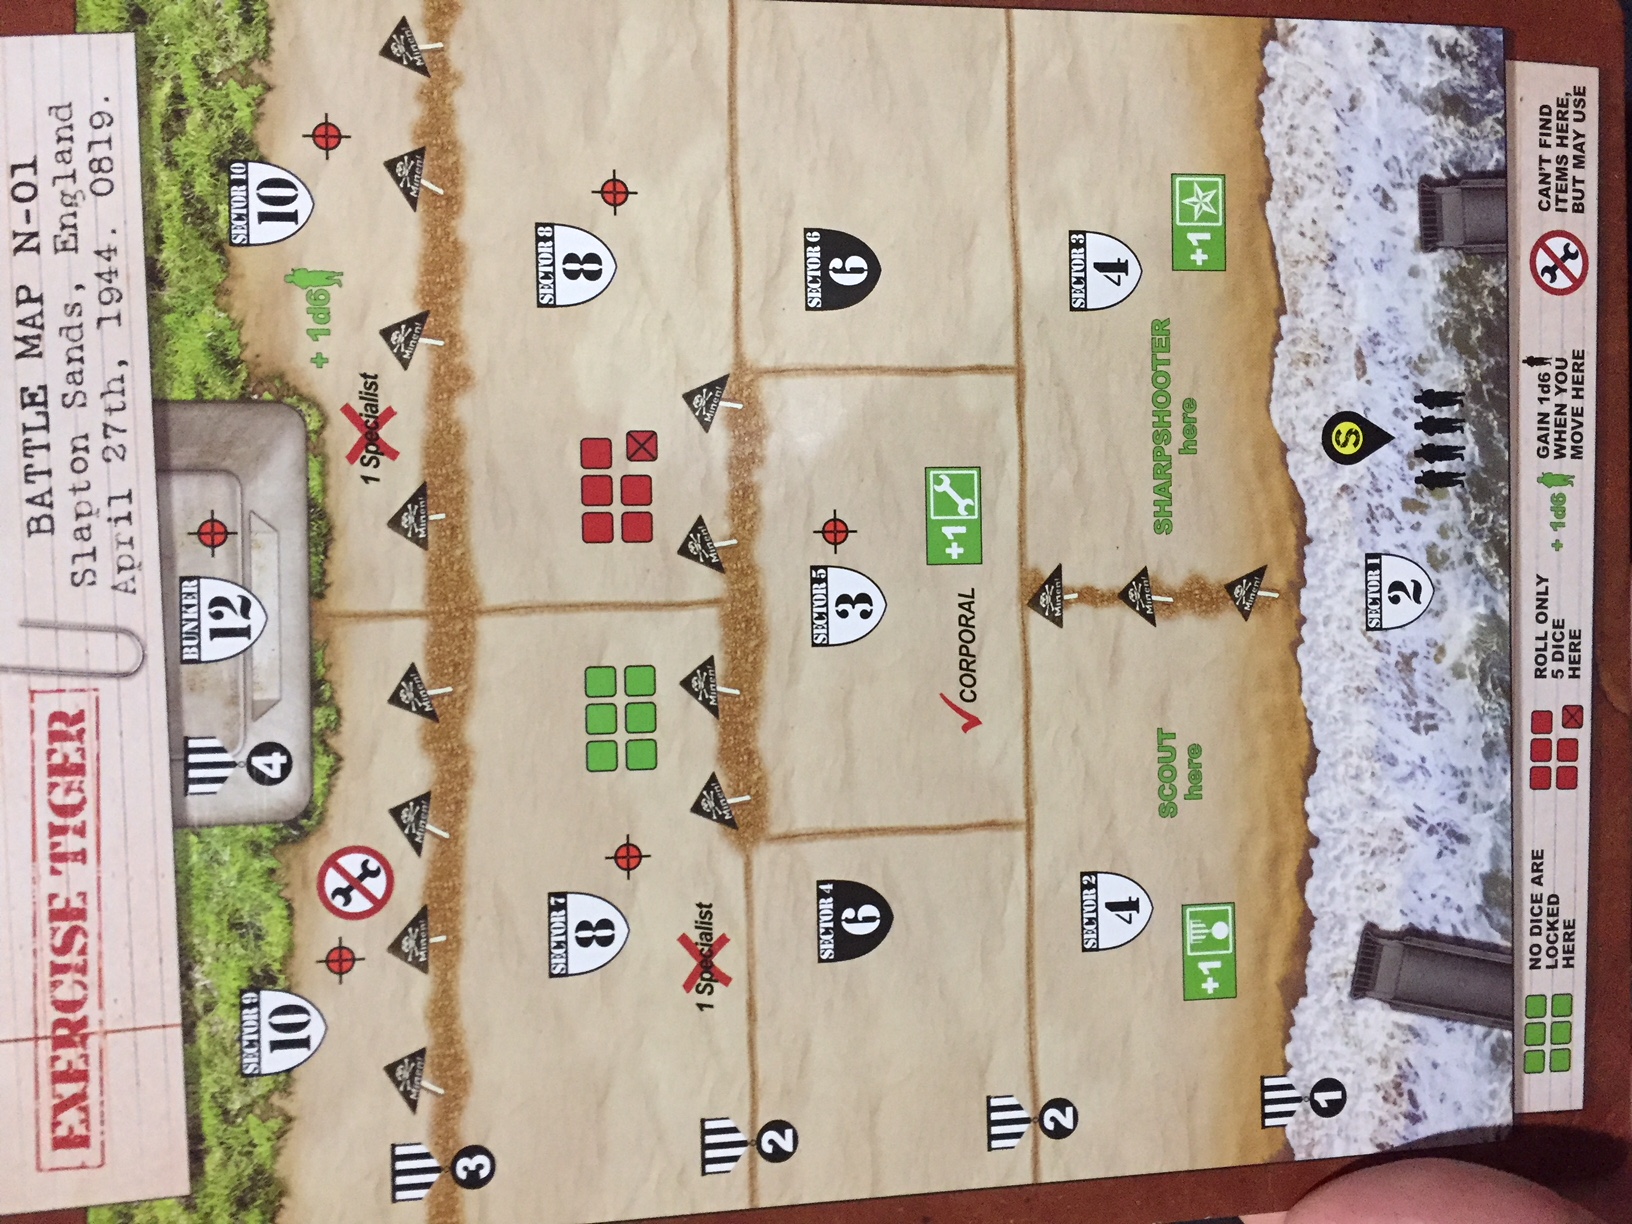 EXERCISE TIGER
BATTLE MAP N-01
Slapton Sands, England
April 27th, 1944. 0819.
4
BUNKER
12
SECTOR 9
10
SECTOR 10
10
+ 1d6
1 Specialist
Minen!
Minen!
Minen!
Minen!
Minen!
Minen!
Minen!
Minen!
3
SECTOR 7
8
SECTOR 8
8
1 Specialist
Minen!
Minen!
Minen!
Minen!
2
SECTOR 4
6
SECTOR 5
3
SECTOR 6
6
CORPORAL
+1
2
Minen!
SECTOR 2
4
SECTOR 3
4
Minen!
SCOUT
here
SHARPSHOOTER
here
+1
+1
Minen!
1
S
SECTOR 1
2
NO DICE ARE
LOCKED
HERE
ROLL ONLY
5 DICE
HERE
+ 1d6
GAIN 1d6
WHEN YOU
MOVE HERE
CAN'T FIND
ITEMS HERE,
BUT MAY USE